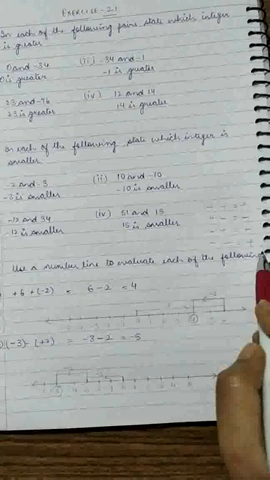 EXERCISE - 2.1
In each of the following pairs, state which integer
is greater
0 and -34 (ii) -34 and -1
0 is greater -1 is greater
23 and -76 (iv) 12 and 14
23 is greater 14 is greater
In each of the following, state which integer is
smaller
-2 and -3 (ii) 10 and -10
-3 is smaller -10 is smaller
-12 and 34 (iv) 51 and 15
-12 is smaller 15 is smaller
Use a number line to evaluate each of the following
+6 + (-2) = 6 - 2 = 4
(-3) - (+2) = -3 - 2 = -5